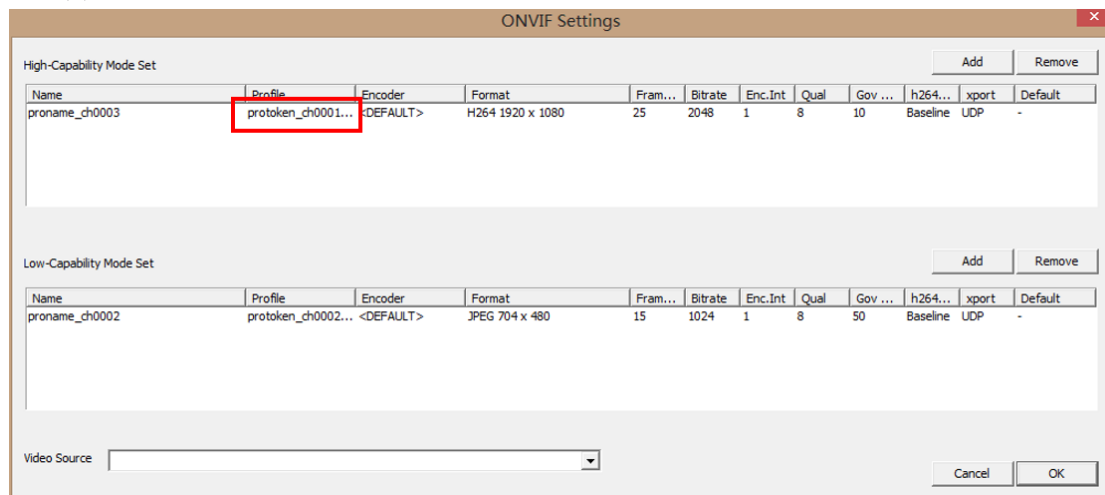 ONVIF Settings
High-Capability Mode Set Add Remove
Name Profile Encoder Format Fram... Bitrate Enc.Int Qual Gov ... h264... xport Default
proname_ch0003 protoken_ch0001... <DEFAULT> H264 1920 x 1080 25 2048 1 8 10 Baseline UDP -
Low-Capability Mode Set Add Remove
Name Profile Encoder Format Fram... Bitrate Enc.Int Qual Gov ... h264... xport Default
proname_ch0002 protoken_ch0002... <DEFAULT> JPEG 704 x 480 15 1024 1 8 50 Baseline UDP -
Video Source
Cancel OK